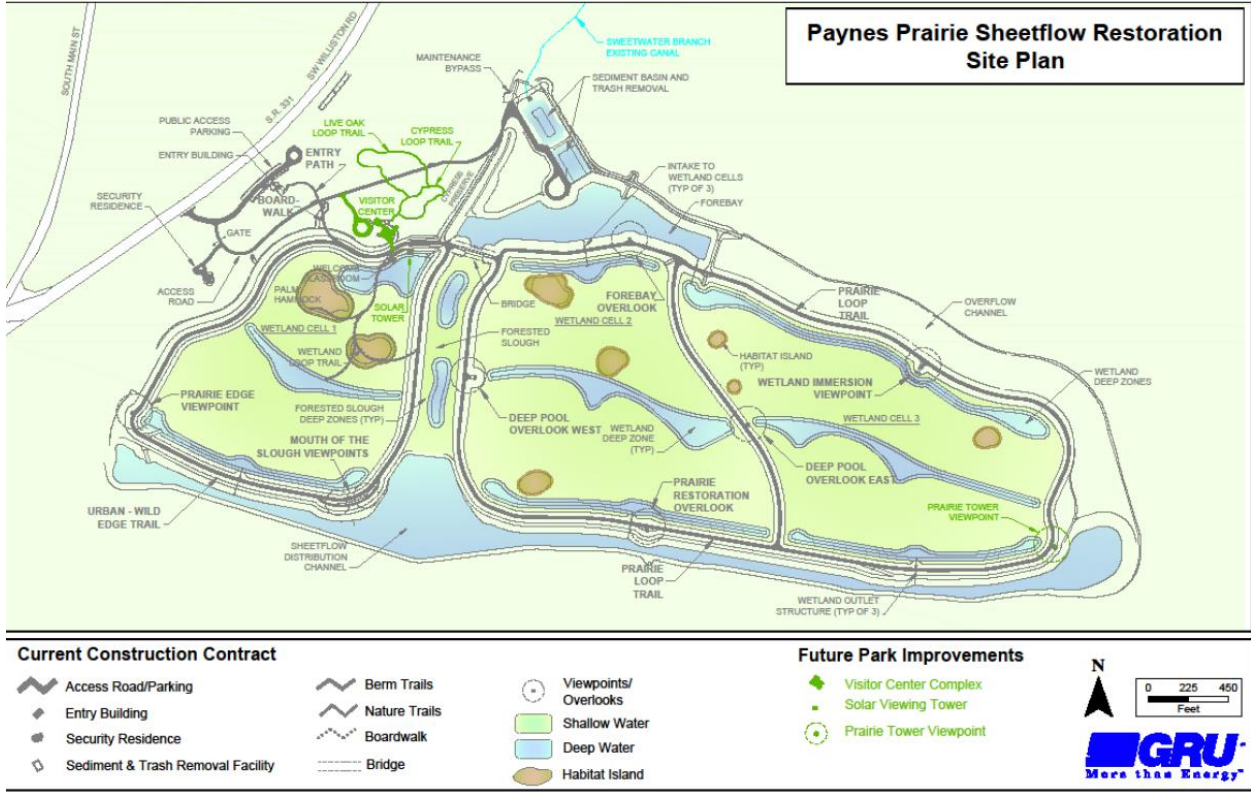 Paynes Prairie Sheetflow Restoration
Site Plan
SOUTH MAIN ST
SW WILLISTON RD
S.R. 331
SWEETWATER BRANCH
EXISTING CANAL
MAINTENANCE
BYPASS
SEDIMENT BASIN AND
TRASH REMOVAL
PUBLIC ACCESS
PARKING
LIVE OAK
LOOP TRAIL
CYPRESS
LOOP TRAIL
ENTRY BUILDING
ENTRY
PATH
INTAKE TO
WETLAND CELLS
(TYP OF 3)
CYPRESS
PRESERVE
SECURITY
RESIDENCE
BOARD-
WALK
VISITOR
CENTER
FOREBAY
GATE
ACCESS
ROAD
WELCOME
CLASSROOM
PALM
HAMMOCK
SOLAR
TOWER
BRIDGE
FOREBAY
OVERLOOK
PRAIRIE
LOOP
TRAIL
OVERFLOW
CHANNEL
WETLAND CELL 1
WETLAND CELL 2
FORESTED
SLOUGH
WETLAND
LOOP TRAIL
HABITAT ISLAND
(TYP)
WETLAND IMMERSION
VIEWPOINT
WETLAND
DEEP ZONES
PRAIRIE EDGE
VIEWPOINT
FORESTED SLOUGH
DEEP ZONES (TYP)
DEEP POOL
OVERLOOK WEST
WETLAND
DEEP ZONE
(TYP)
WETLAND CELL 3
MOUTH OF THE
SLOUGH VIEWPOINTS
DEEP POOL
OVERLOOK EAST
PRAIRIE
RESTORATION
OVERLOOK
URBAN - WILD
EDGE TRAIL
PRAIRIE TOWER
VIEWPOINT
SHEETFLOW
DISTRIBUTION
CHANNEL
PRAIRIE
LOOP
TRAIL
WETLAND OUTLET
STRUCTURE (TYP OF 3)
Current Construction Contract
Access Road/Parking
Entry Building
Security Residence
Sediment & Trash Removal Facility
Berm Trails
Nature Trails
Boardwalk
Bridge
Viewpoints/
Overlooks
Shallow Water
Deep Water
Habitat Island
Future Park Improvements
Visitor Center Complex
Solar Viewing Tower
Prairie Tower Viewpoint
N
0 225 450
Feet
GRU
More than Energy